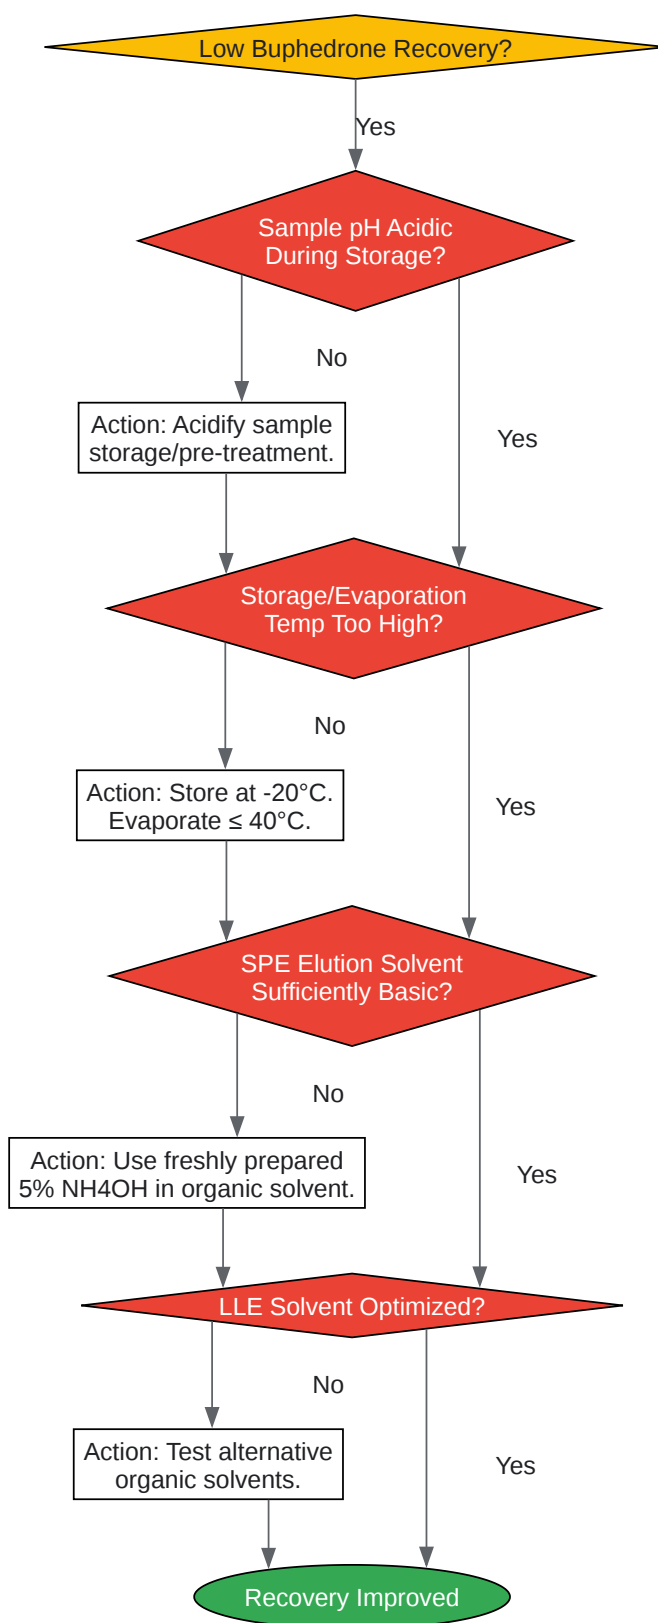 Low Buphedrone Recovery?
Yes
Sample pH Acidic
During Storage?
No
Action: Acidify sample
storage/pre-treatment.
Yes
Storage/Evaporation
Temp Too High?
No
Action: Store at -20°C.
Evaporate ≤ 40°C.
Yes
SPE Elution Solvent
Sufficiently Basic?
No
Action: Use freshly prepared
5% NH4OH in organic solvent.
Yes
LLE Solvent Optimized?
No
Action: Test alternative
organic solvents.
Yes
Recovery Improved